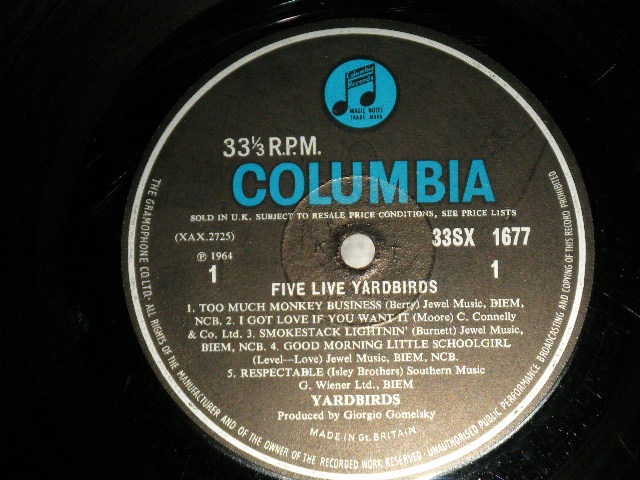 Columbia
Records
MAGIC NOTES
TRADE MARK
33⅓ R.P.M.
COLUMBIA
SOLD IN U.K. SUBJECT TO RESALE PRICE CONDITIONS, SEE PRICE LISTS
(XAX.2725)
33SX 1677
℗ 1964
1
1
K T
FIVE LIVE YARDBIRDS
1. TOO MUCH MONKEY BUSINESS (Berry) Jewel Music, BIEM,
NCB. 2. I GOT LOVE IF YOU WANT IT (Moore) C. Connelly
& Co. Ltd. 3. SMOKESTACK LIGHTNIN' (Burnett) Jewel Music,
BIEM, NCB. 4. GOOD MORNING LITTLE SCHOOLGIRL
(Level—Love) Jewel Music, BIEM, NCB.
5. RESPECTABLE (Isley Brothers) Southern Music
G. Wiener Ltd., BIEM
YARDBIRDS
Produced by Giorgio Gomelsky
MADE IN Gt. BRITAIN
THE GRAMOPHONE CO. LTD. ALL RIGHTS OF THE MANUFACTURER AND OF THE OWNER OF THE RECORDED WORK RESERVED · UNAUTHORISED PUBLIC PERFORMANCE BROADCASTING AND COPYING OF THIS RECORD PROHIBITED